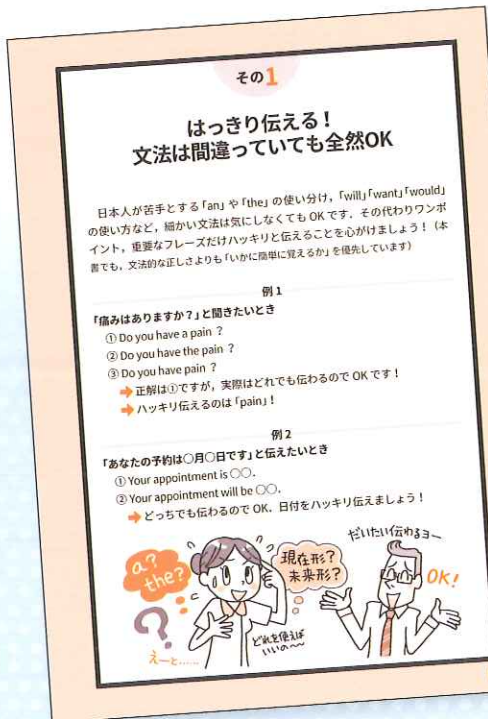 その1
はっきり伝える！
文法は間違っていても全然OK
日本人が苦手とする「an」や「the」の使い分け，「will」「want」「would」
の使い方など，細かい文法は気にしなくてもOKです．その代わりワンポ
イント，重要なフレーズだけハッキリと伝えることを心がけましょう！（本
書でも，文法的な正しさよりも「いかに簡単に覚えるか」を優先しています）
例1
「痛みはありますか？」と聞きたいとき
① Do you have a pain ?
② Do you have the pain ?
③ Do you have pain ?
➡ 正解は①ですが，実際はどれでも伝わるのでOKです！
➡ ハッキリ伝えるのは「pain」！
例2
「あなたの予約は○月○日です」と伝えたいとき
① Your appointment is ○○.
② Your appointment will be ○○.
➡ どっちでも伝わるのでOK．日付をハッキリ伝えましょう！
a?
the?
?
えーと……
現在形？
未来形？
どれを使えば
いいの〜
だいたい伝わるヨー
OK!